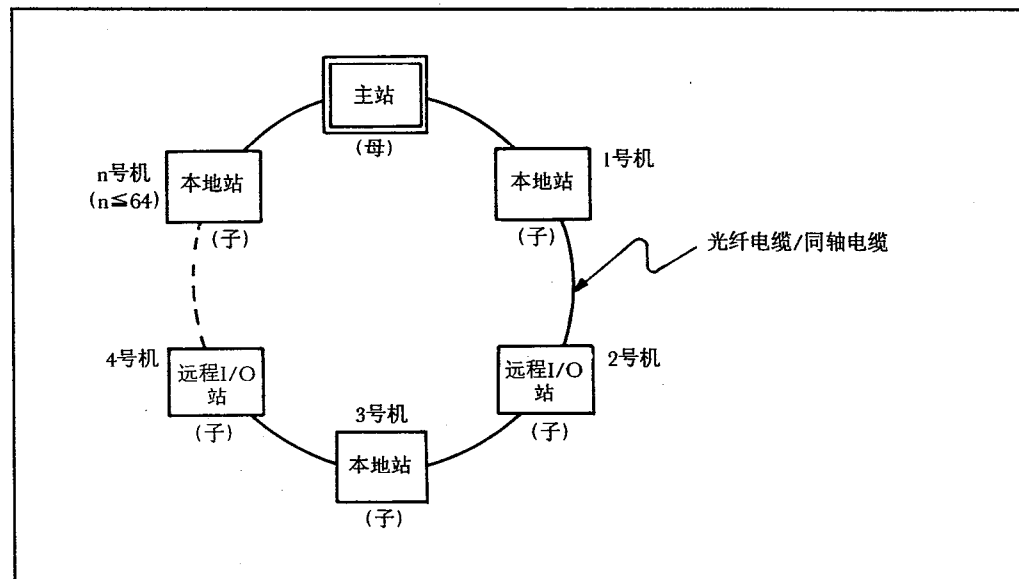 主站
(母)
1号机
本地站
(子)
n号机
(n≦64)
本地站
(子)
光纤电缆/同轴电缆
4号机
远程I/O
站
(子)
2号机
远程I/O
站
(子)
3号机
本地站
(子)